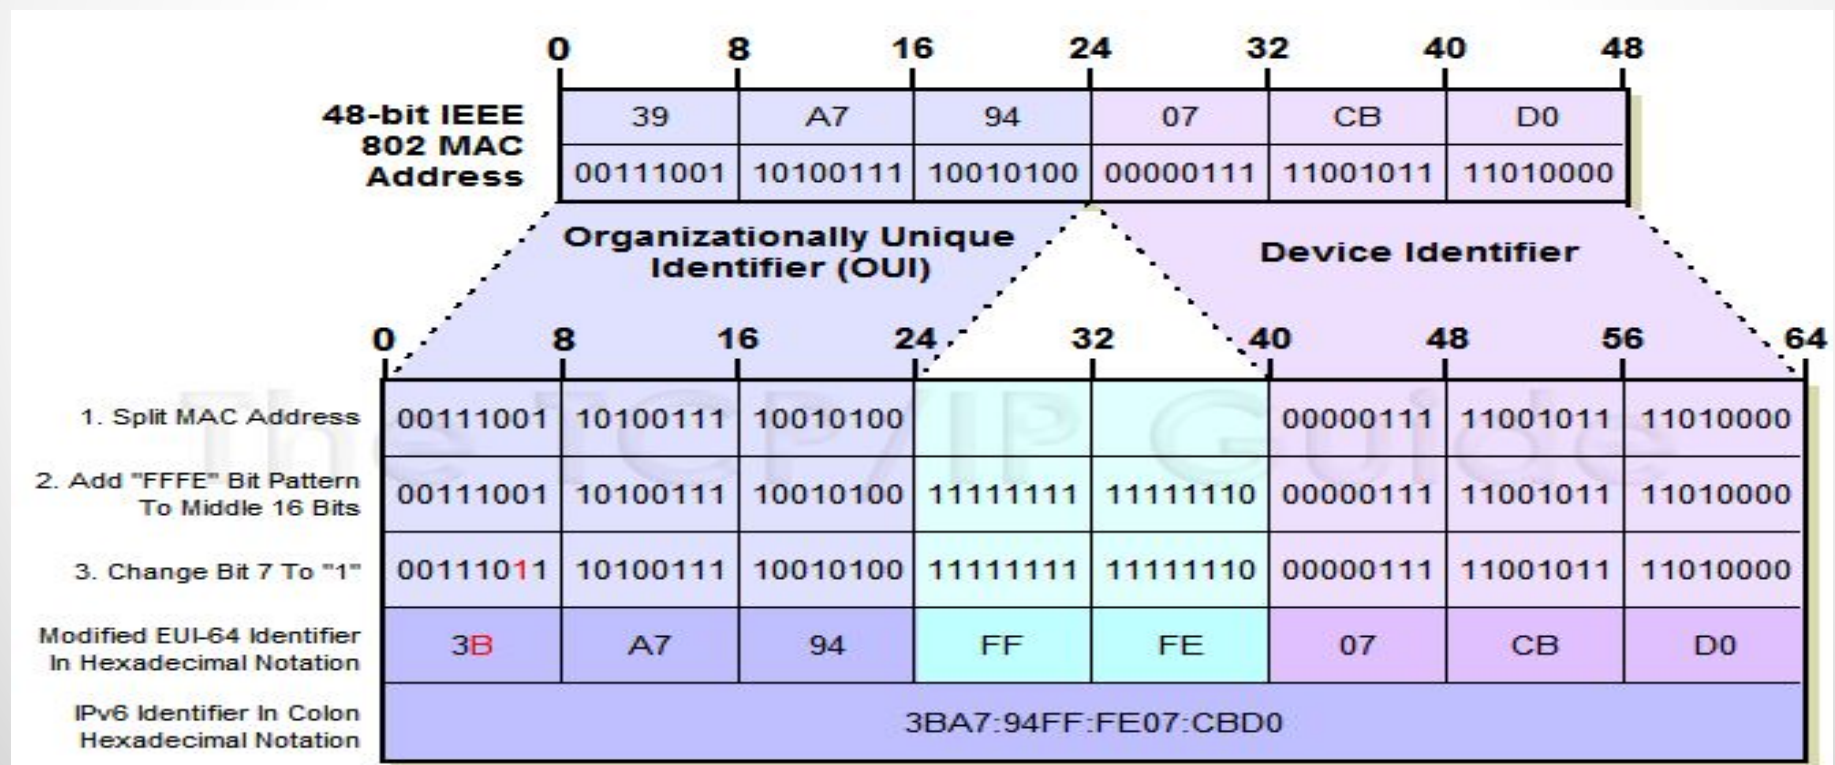 0 8 16 24 32 40 48
48-bit IEEE
802 MAC
Address
39 A7 94 07 CB D0
00111001 10100111 10010100 00000111 11001011 11010000
Organizationally Unique
Identifier (OUI)
Device Identifier
0 8 16 24 32 40 48 56 64
The TCP/IP Guide
1. Split MAC Address 00111001 10100111 10010100 00000111 11001011 11010000
2. Add "FFFE" Bit Pattern
To Middle 16 Bits
00111001 10100111 10010100 11111111 11111110 00000111 11001011 11010000
3. Change Bit 7 To "1" 00111011 10100111 10010100 11111111 11111110 00000111 11001011 11010000
Modified EUI-64 Identifier
In Hexadecimal Notation
3B A7 94 FF FE 07 CB D0
IPv6 Identifier In Colon
Hexadecimal Notation
3BA7:94FF:FE07:CBD0